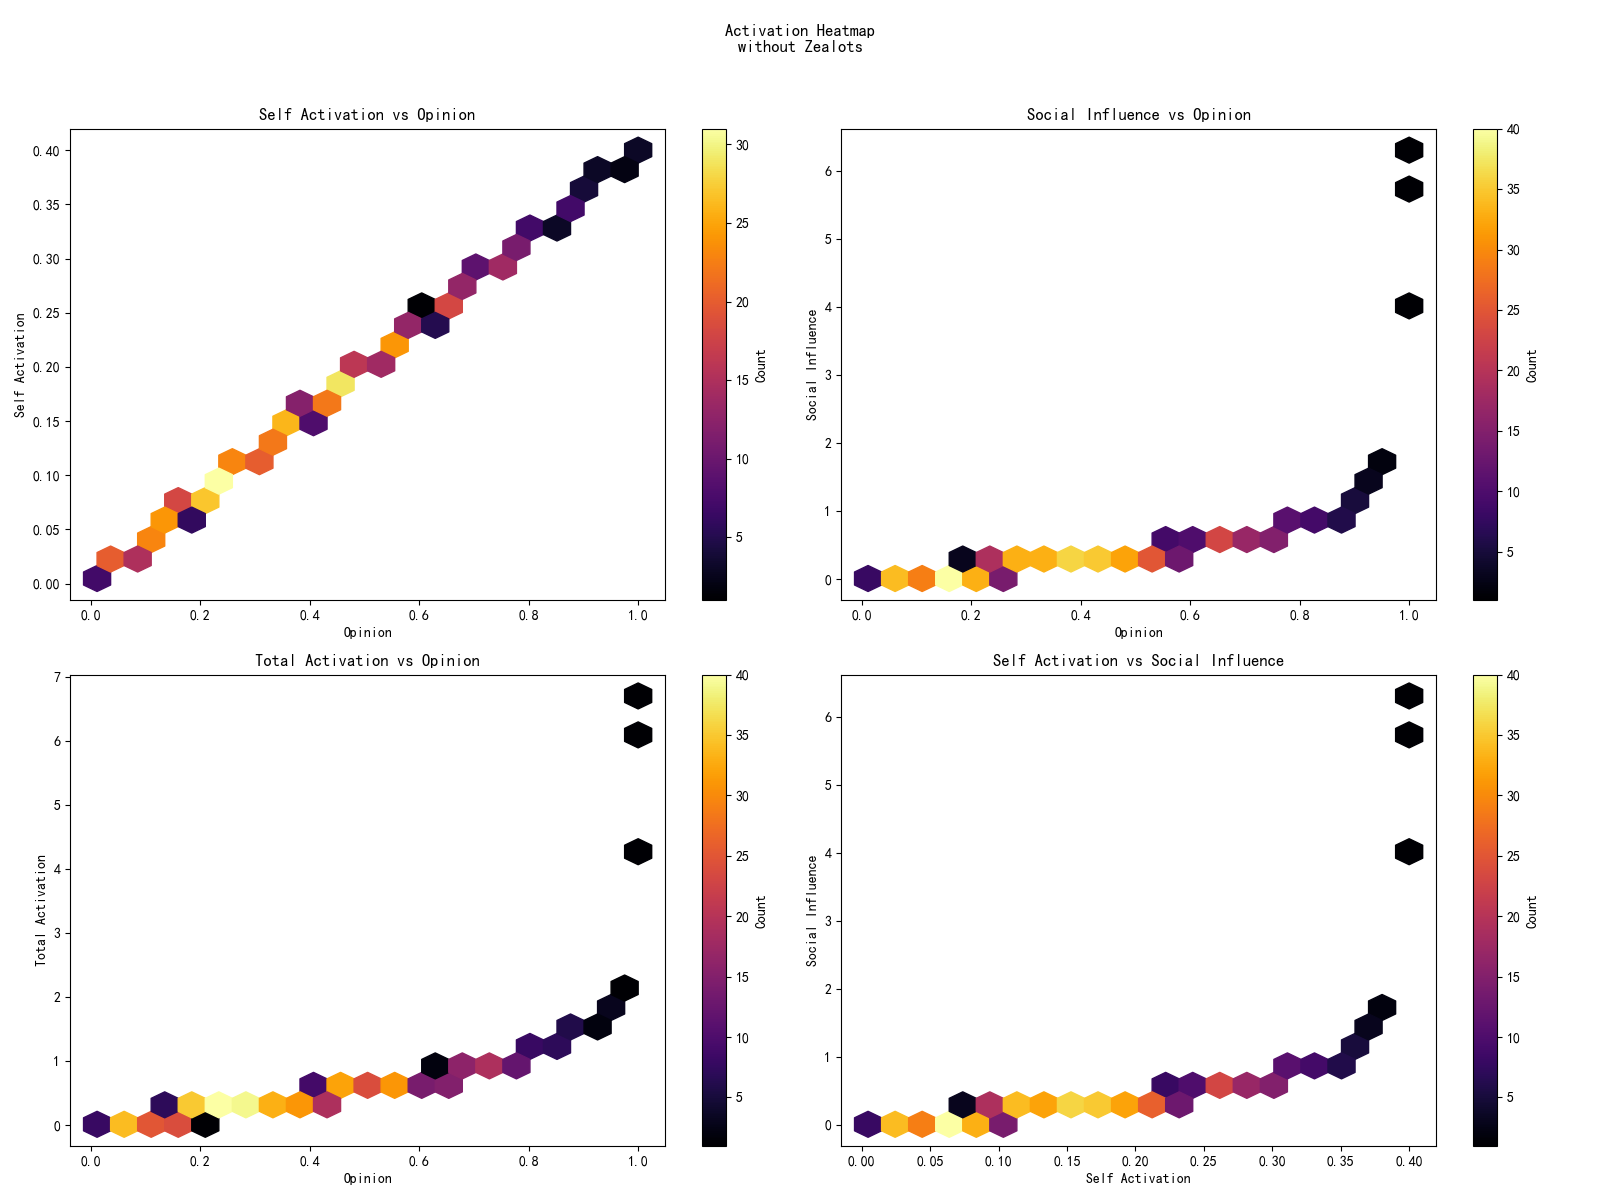 Activation Heatmap
without Zealots
Self Activation vs Opinion
Self Activation
0.40
0.35
0.30
0.25
0.20
0.15
0.10
0.05
0.00
0.0 0.2 0.4 0.6 0.8 1.0
Opinion
30
25
20
15
10
5
Count
Social Influence vs Opinion
Social Influence
6
5
4
3
2
1
0
0.0 0.2 0.4 0.6 0.8 1.0
Opinion
40
35
30
25
20
15
10
5
Count
Total Activation vs Opinion
Total Activation
7
6
5
4
3
2
1
0
0.0 0.2 0.4 0.6 0.8 1.0
Opinion
40
35
30
25
20
15
10
5
Count
Self Activation vs Social Influence
Social Influence
6
5
4
3
2
1
0
0.00 0.05 0.10 0.15 0.20 0.25 0.30 0.35 0.40
Self Activation
40
35
30
25
20
15
10
5
Count